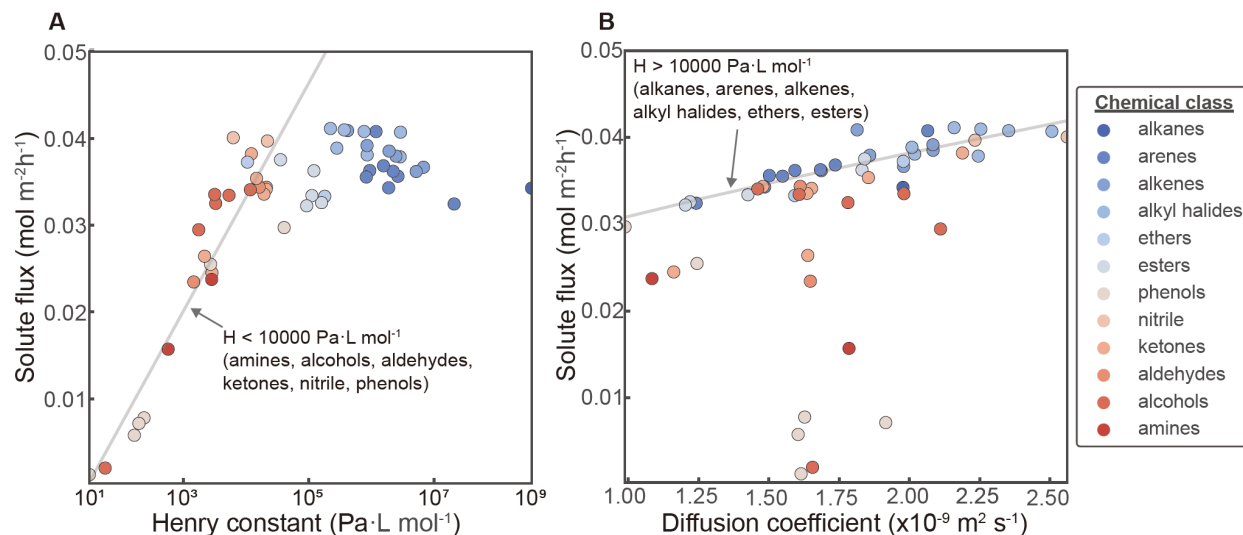 A
0.05
0.04
0.03
0.02
0.01
Solute flux (mol m⁻²h⁻¹)
H < 10000 Pa·L mol⁻¹
(amines, alcohols, aldehydes,
ketones, nitrile, phenols)
10¹ 10³ 10⁵ 10⁷ 10⁹
Henry constant (Pa·L mol⁻¹)
B
0.05
0.04
0.03
0.02
0.01
Solute flux (mol m⁻²h⁻¹)
H > 10000 Pa·L mol⁻¹
(alkanes, arenes, alkenes,
alkyl halides, ethers, esters)
1.00 1.25 1.50 1.75 2.00 2.25 2.50
Diffusion coefficient (x10⁻⁹ m² s⁻¹)
Chemical class
alkanes
arenes
alkenes
alkyl halides
ethers
esters
phenols
nitrile
ketones
aldehydes
alcohols
amines